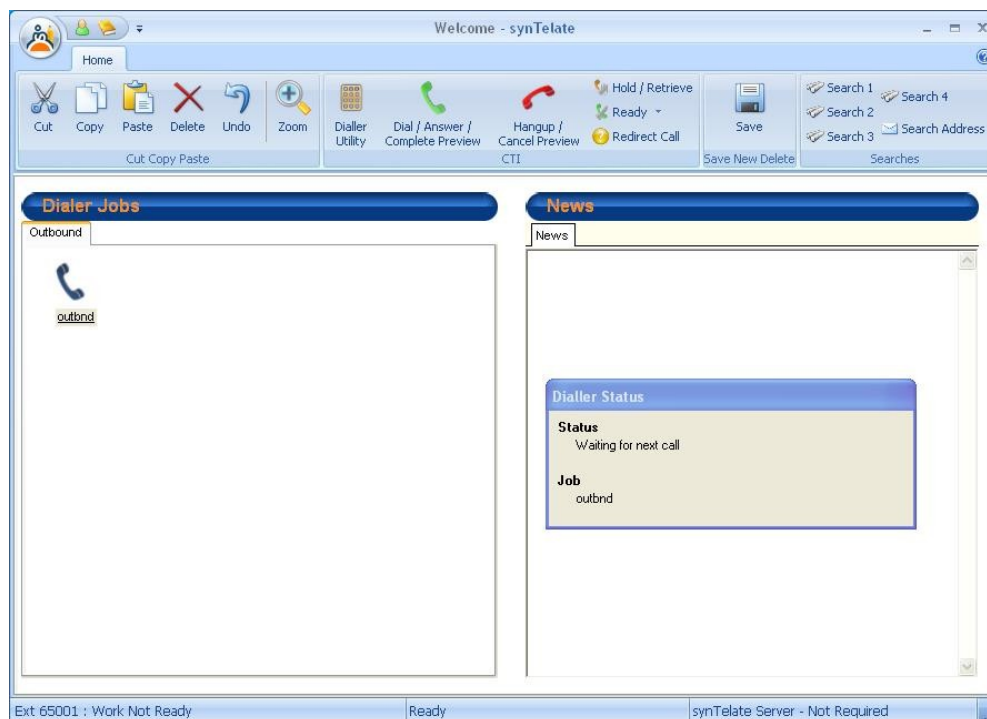 Welcome - synTelate
Home
Cut
Copy
Paste
Delete
Undo
Zoom
Cut Copy Paste
Dialler
Utility
Dial / Answer /
Complete Preview
Hangup /
Cancel Preview
Hold / Retrieve
Ready
Redirect Call
CTI
Save
Save New Delete
Search 1
Search 2
Search 3
Search 4
Search Address
Searches
Dialer Jobs
Outbound
outbnd
News
News
Dialler Status
Status
Waiting for next call
Job
outbnd
Ext 65001 : Work Not Ready
Ready
synTelate Server - Not Required